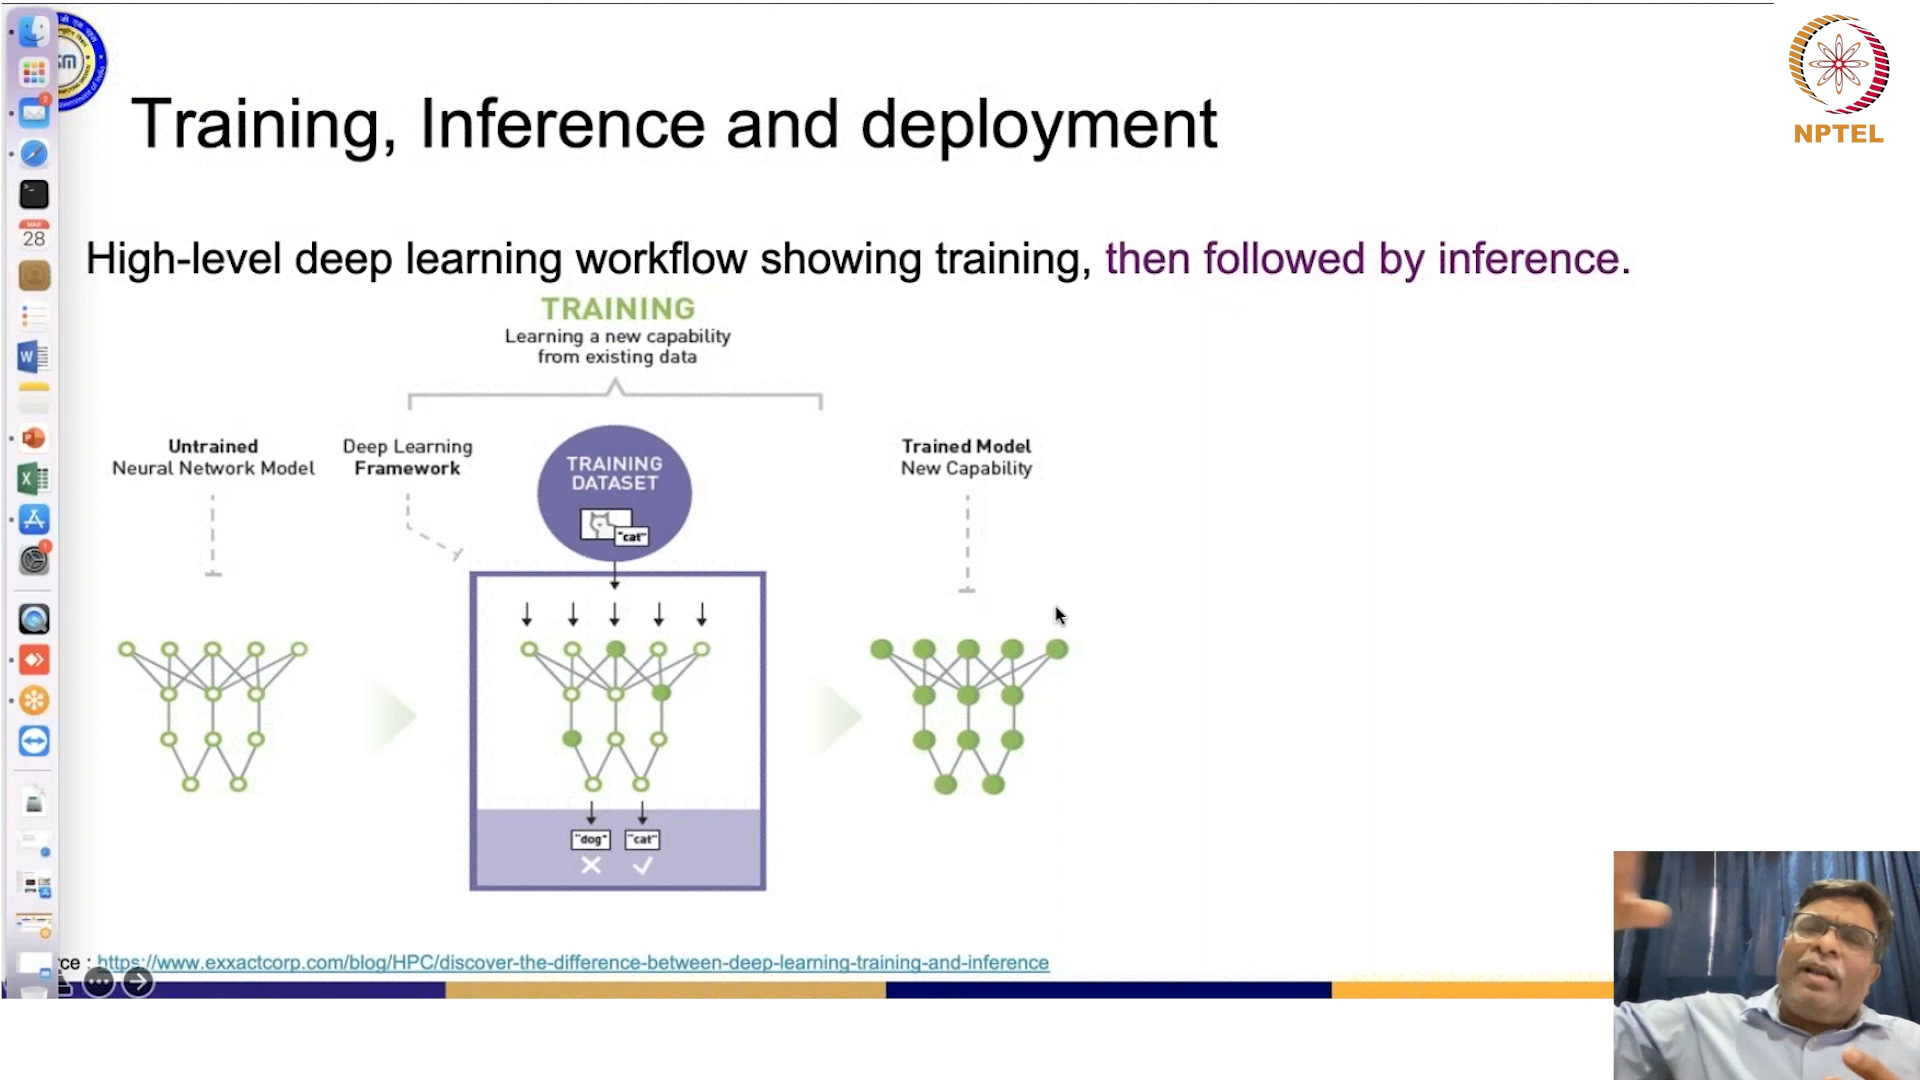 Training, Inference and deployment
NPTEL
High-level deep learning workflow showing training, then followed by inference.
TRAINING
Learning a new capability
from existing data
Untrained
Neural Network Model
Deep Learning
Framework
TRAINING
DATASET
"cat"
Trained Model
New Capability
"dog" "cat"
rce : https://www.exxactcorp.com/blog/HPC/discover-the-difference-between-deep-learning-training-and-inference
28